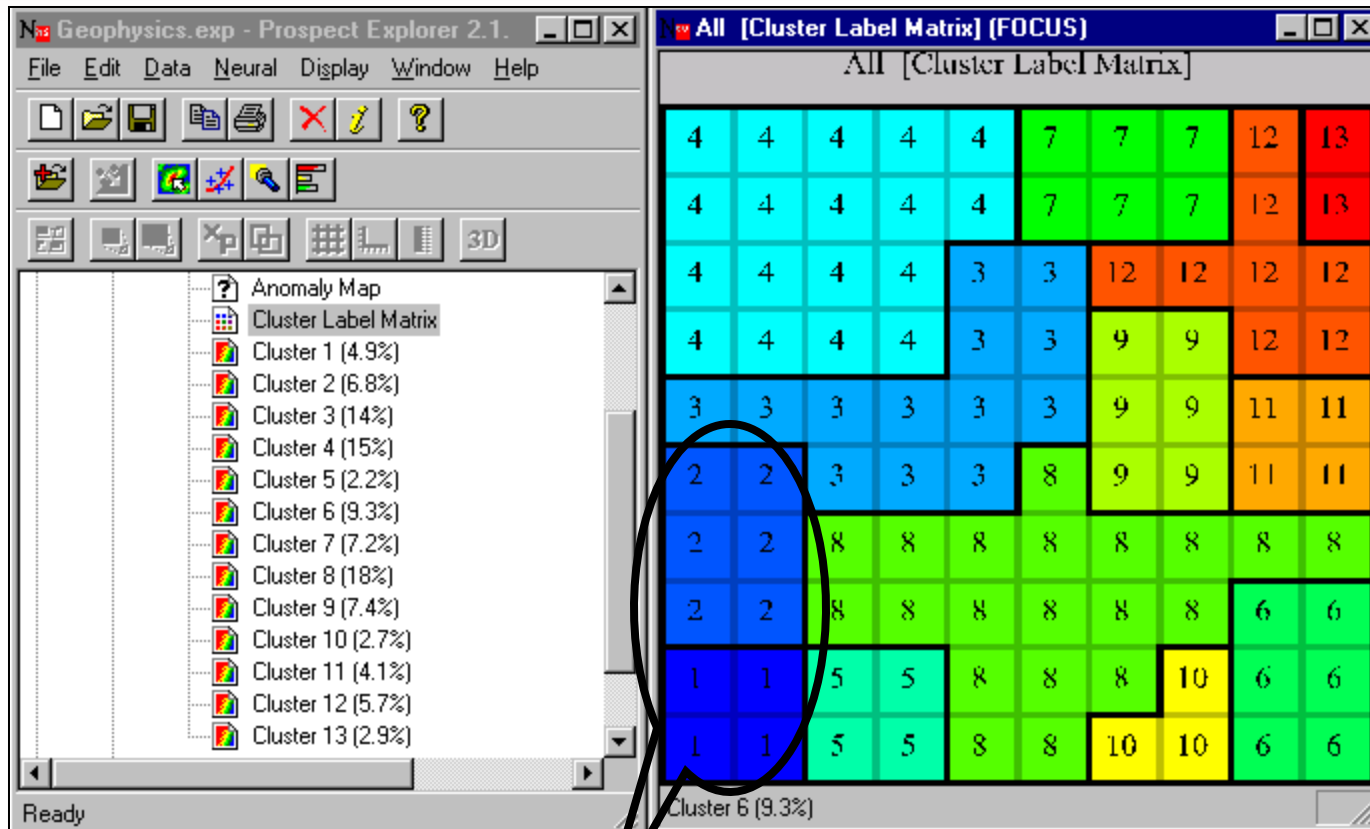 Geophysics.exp - Prospect Explorer 2.1.
File Edit Data Neural Display Window Help
3D
Anomaly Map
Cluster Label Matrix
Cluster 1 (4.9%)
Cluster 2 (6.8%)
Cluster 3 (14%)
Cluster 4 (15%)
Cluster 5 (2.2%)
Cluster 6 (9.3%)
Cluster 7 (7.2%)
Cluster 8 (18%)
Cluster 9 (7.4%)
Cluster 10 (2.7%)
Cluster 11 (4.1%)
Cluster 12 (5.7%)
Cluster 13 (2.9%)
Ready
All [Cluster Label Matrix] (FOCUS)
All [Cluster Label Matrix]
4 4 4 4 4 7 7 7 12 13
4 4 4 4 4 7 7 7 12 13
4 4 4 4 3 3 12 12 12 12
4 4 4 4 3 3 9 9 12 12
3 3 3 3 3 3 9 9 11 11
2 2 3 3 3 8 9 9 11 11
2 2 8 8 8 8 8 8 8 8
2 2 8 8 8 8 8 8 6 6
1 1 5 5 8 8 8 10 6 6
1 1 5 5 8 8 10 10 6 6
Cluster 6 (9.3%)